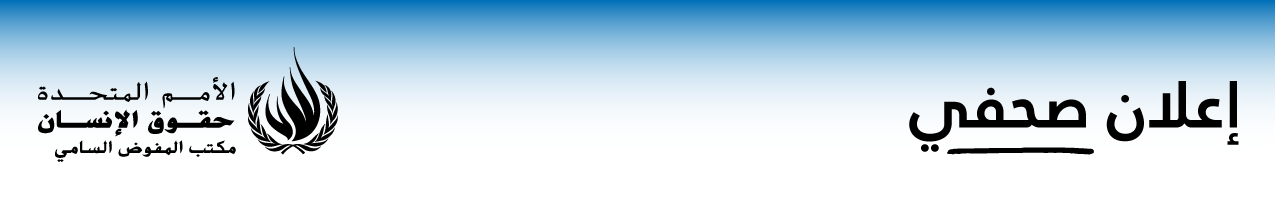 إعلان صحفي
الأمم المتحدة
حقوق الإنسان
مكتب المفوض السامي